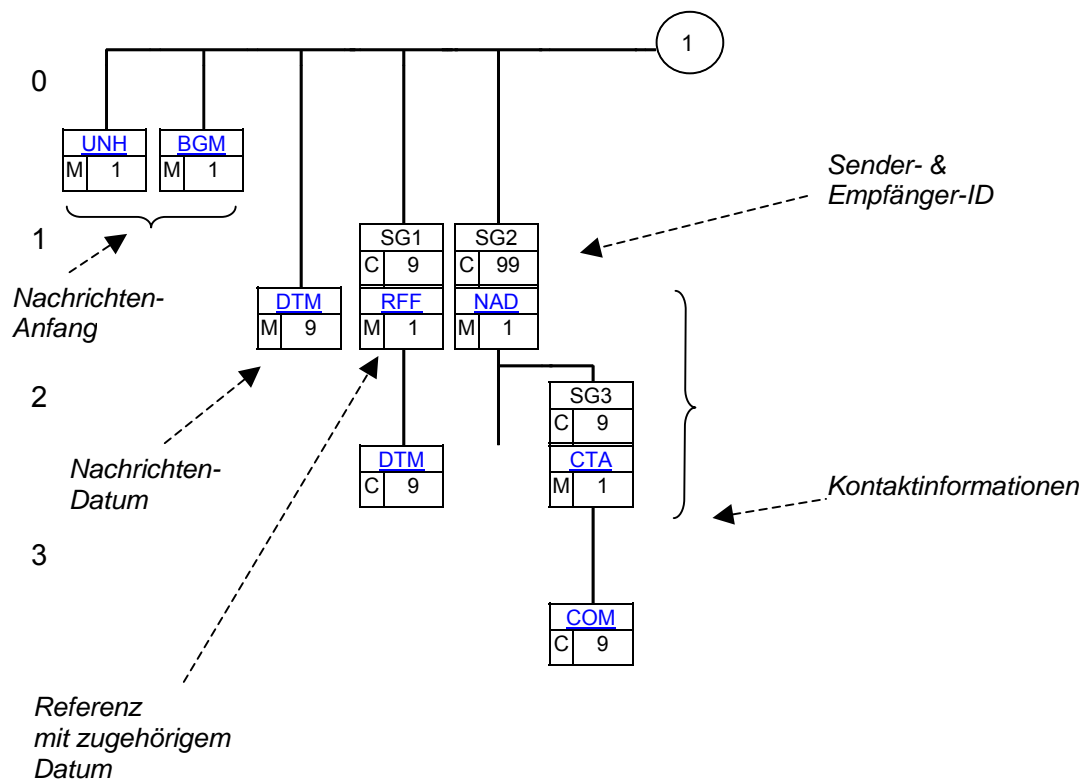 1
0
UNH
M 1
BGM
M 1
Sender- &
Empfänger-ID
1
SG1
C 9
SG2
C 99
Nachrichten-
Anfang
DTM
M 9
RFF
M 1
NAD
M 1
2
SG3
C 9
Nachrichten-
Datum
DTM
C 9
CTA
M 1
Kontaktinformationen
3
COM
C 9
Referenz
mit zugehörigem
Datum